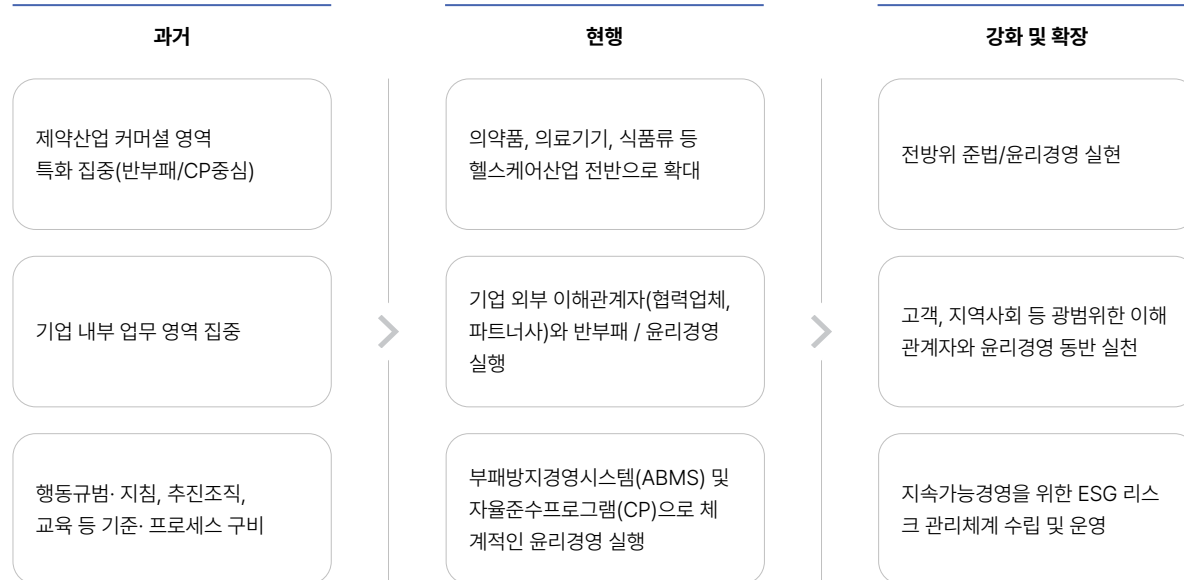 과거
제약산업 커머셜 영역
특화 집중(반부패/CP중심)
기업 내부 업무 영역 집중
행동규범· 지침, 추진조직,
교육 등 기준· 프로세스 구비
현행
의약품, 의료기기, 식품류 등
헬스케어산업 전반으로 확대
기업 외부 이해관계자(협력업체,
파트너사)와 반부패 / 윤리경영
실행
부패방지경영시스템(ABMS) 및
자율준수프로그램(CP)으로 체
계적인 윤리경영 실행
강화 및 확장
전방위 준법/윤리경영 실현
고객, 지역사회 등 광범위한 이해
관계자와 윤리경영 동반 실천
지속가능경영을 위한 ESG 리스
크 관리체계 수립 및 운영